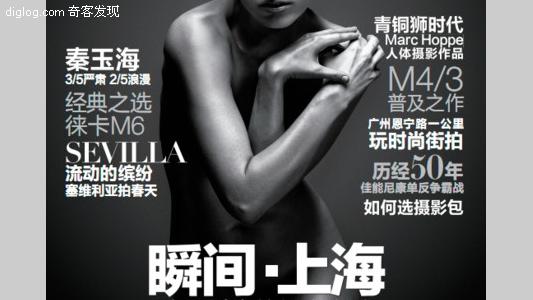 diglog.com 奇客发现
秦玉海
3/5严肃 2/5浪漫
经典之选
徕卡M6
SEVILLA
流动的缤纷
塞维利亚拍春天
青铜狮时代
Marc Hoppe
人体摄影作品
M4/3
普及之作
广州恩宁路一公里
玩时尚街拍
历经50年
佳能尼康单反争霸战
如何选摄影包
瞬间·上海